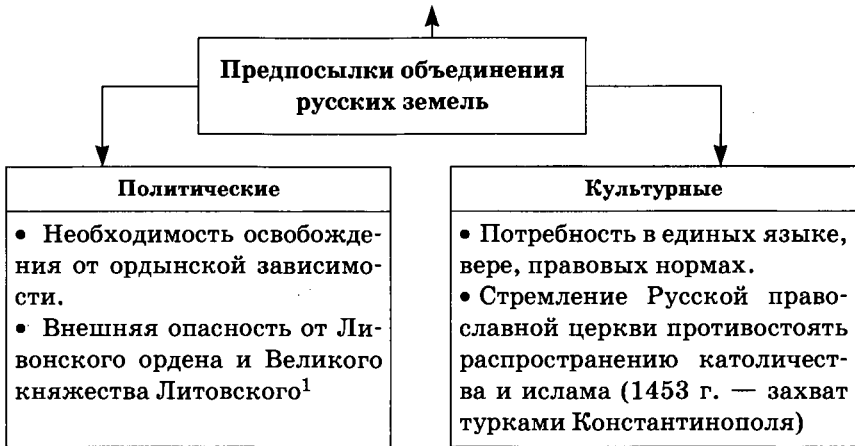 Предпосылки объединения
русских земель
Политические
• Необходимость освобожде-
ния от ордынской зависимо-
сти.
• Внешняя опасность от Ли-
вонского ордена и Великого
княжества Литовского¹
Культурные
• Потребность в единых языке,
вере, правовых нормах.
• Стремление Русской право-
славной церкви противостоять
распространению католичест-
ва и ислама (1453 г. — захват
турками Константинополя)